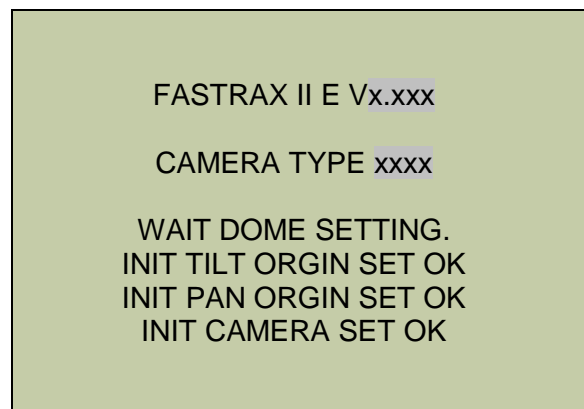 FASTRAX II E Vx.xxx
CAMERA TYPE xxxx
WAIT DOME SETTING.
INIT TILT ORGIN SET OK
INIT PAN ORGIN SET OK
INIT CAMERA SET OK